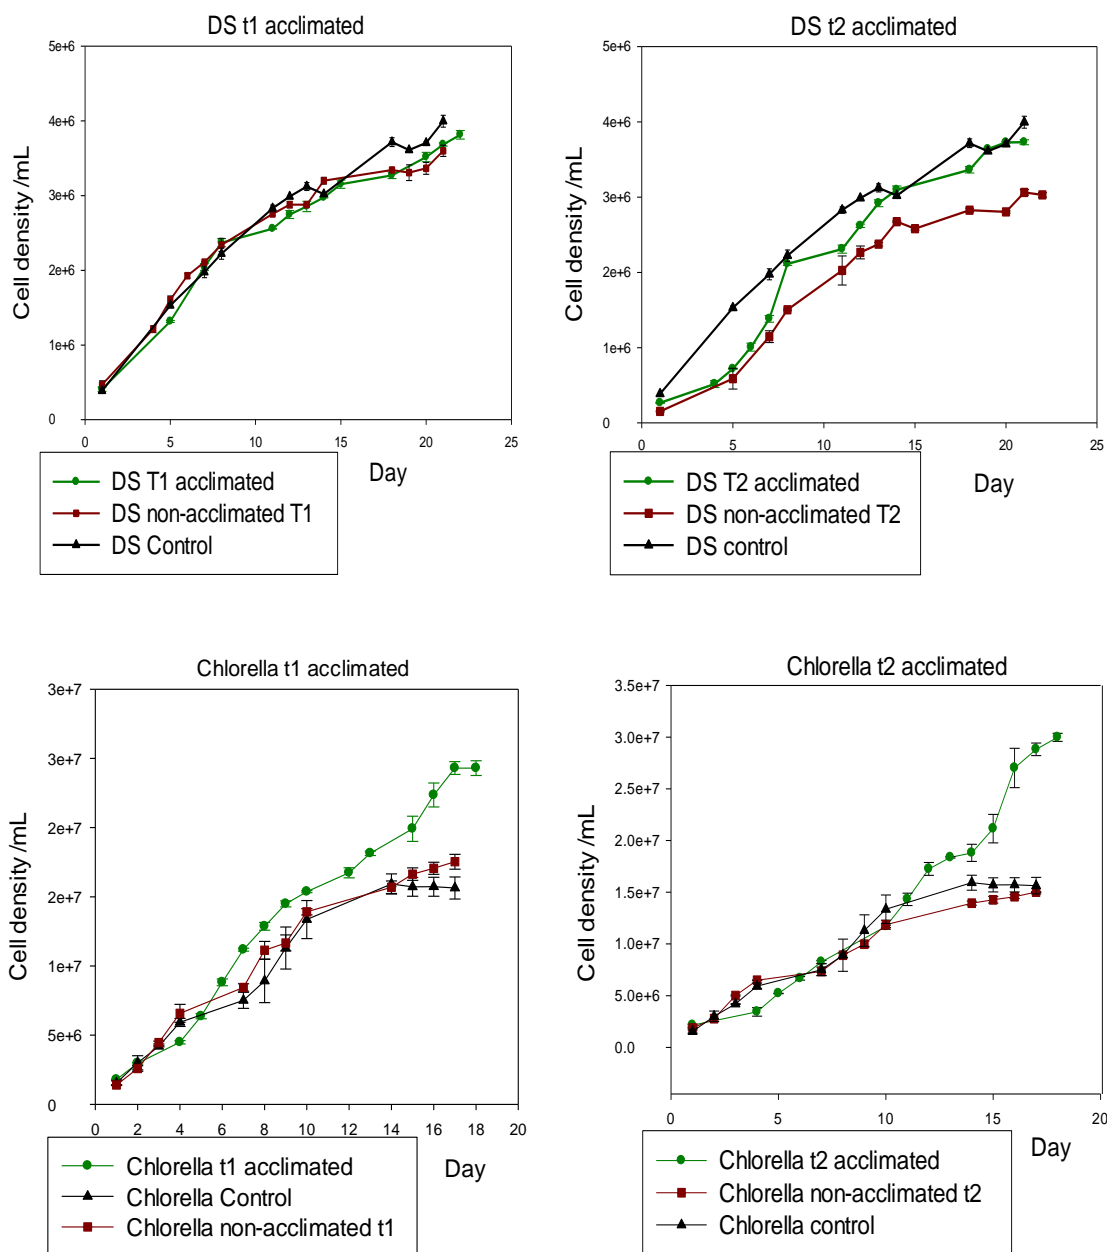 DS t1 acclimated
5e+6
4e+6
3e+6
2e+6
1e+6
0
Cell density /mL
0 5 10 15 20 25
Day
DS T1 acclimated
DS non-acclimated T1
DS Control
DS t2 acclimated
5e+6
4e+6
3e+6
2e+6
1e+6
0
Cell density /mL
0 5 10 15 20 25
Day
DS T2 acclimated
DS non-acclimated T2
DS control
Chlorella t1 acclimated
3e+7
3e+7
2e+7
2e+7
1e+7
5e+6
0
Cell density /mL
0 2 4 6 8 10 12 14 16 18 20
Day
Chlorella t1 acclimated
Chlorella Control
Chlorella non-acclimated t1
Chlorella t2 acclimated
3.5e+7
3.0e+7
2.5e+7
2.0e+7
1.5e+7
1.0e+7
5.0e+6
0.0
Cell density /mL
0 5 10 15 20
Day
Chlorella t2 acclimated
Chlorella non-acclimated t2
Chlorella control